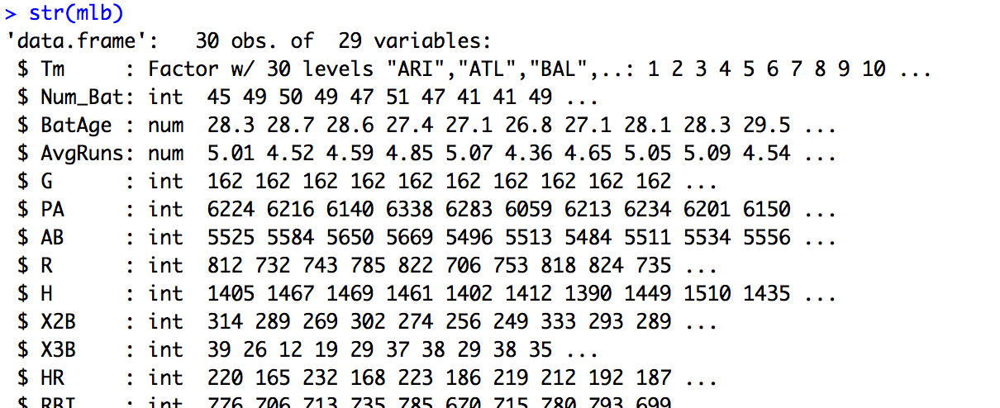 > str(mlb)
'data.frame':   30 obs. of  29 variables:
 $ Tm     : Factor w/ 30 levels "ARI","ATL","BAL",..: 1 2 3 4 5 6 7 8 9 10 ...
 $ Num_Bat: int  45 49 50 49 47 51 47 41 41 49 ...
 $ BatAge : num  28.3 28.7 28.6 27.4 27.1 26.8 27.1 28.1 28.3 29.5 ...
 $ AvgRuns: num  5.01 4.52 4.59 4.85 5.07 4.36 4.65 5.05 5.09 4.54 ...
 $ G      : int  162 162 162 162 162 162 162 162 162 162 ...
 $ PA     : int  6224 6216 6140 6338 6283 6059 6213 6234 6201 6150 ...
 $ AB     : int  5525 5584 5650 5669 5496 5513 5484 5511 5534 5556 ...
 $ R      : int  812 732 743 785 822 706 753 818 824 735 ...
 $ H      : int  1405 1467 1469 1461 1402 1412 1390 1449 1510 1435 ...
 $ X2B    : int  314 289 269 302 274 256 249 333 293 289 ...
 $ X3B    : int  39 26 12 19 29 37 38 29 38 35 ...
 $ HR     : int  220 165 232 168 223 186 219 212 192 187 ...
 $ RBI    : int  776 706 713 735 785 670 715 780 793 699